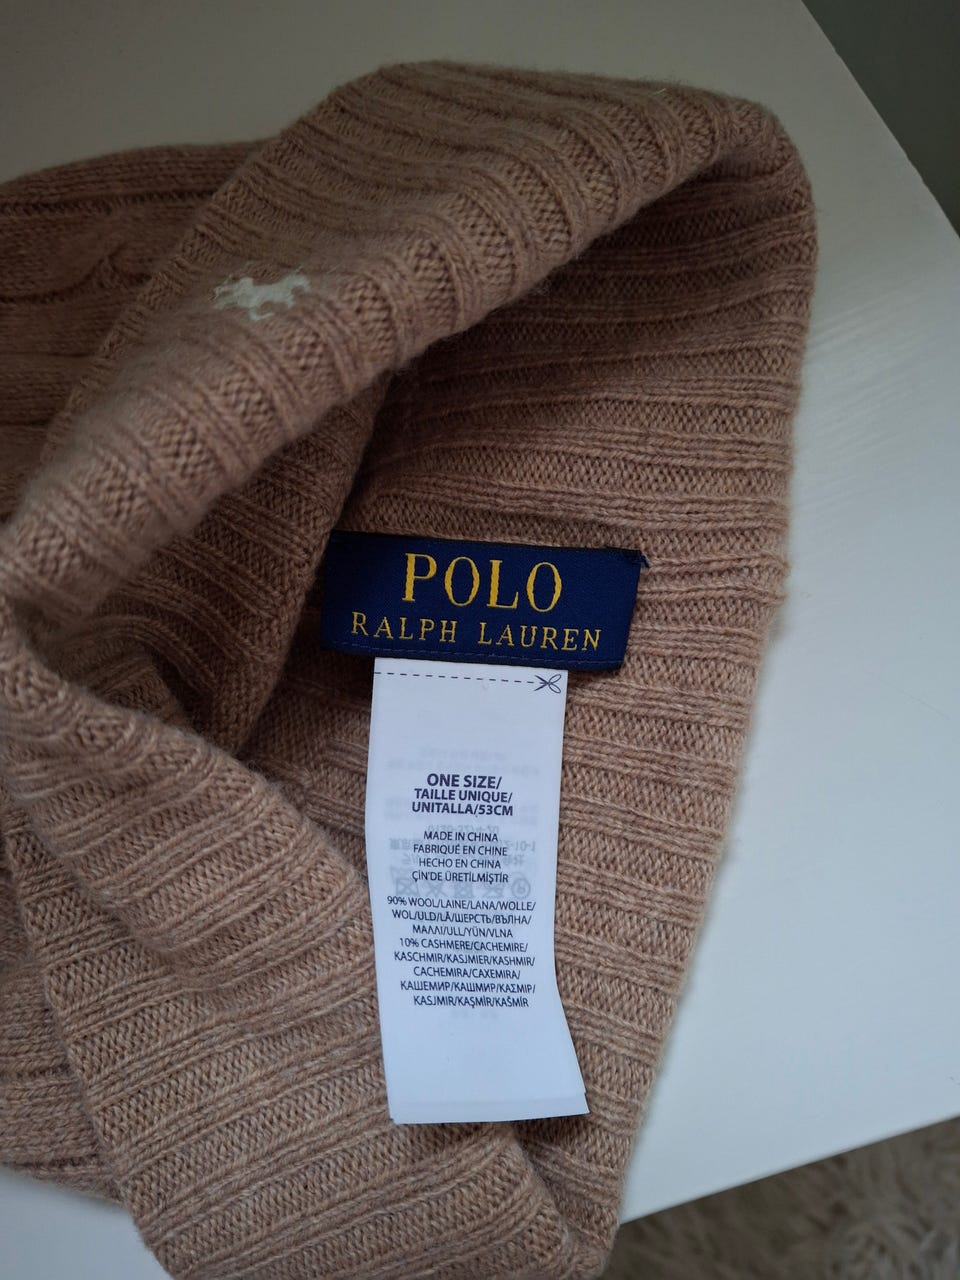 POLO
RALPH LAUREN
ONE SIZE/
TAILLE UNIQUE/
UNITALLA/53CM
MADE IN CHINA
FABRIQUÉ EN CHINE
HECHO EN CHINA
ÇİN'DE ÜRETİLMİŞTİR
90% WOOL/LAINE/LANA/WOLLE/
WOL/ULD/LÃ/ШЕРСТЬ/ВЪЛНА/
ΜΑΛΛΙ/ULL/YÜN/VLNA
10% CASHMERE/CACHEMIRE/
KASCHMIR/KASJMIER/KASHMIR/
CACHEMIRA/CAXEMIRA/
КАШЕМИР/КАШМИР/ΚΑΣΜΙΡ/
KASJMIR/KAŞMİR/KAŠMÍR